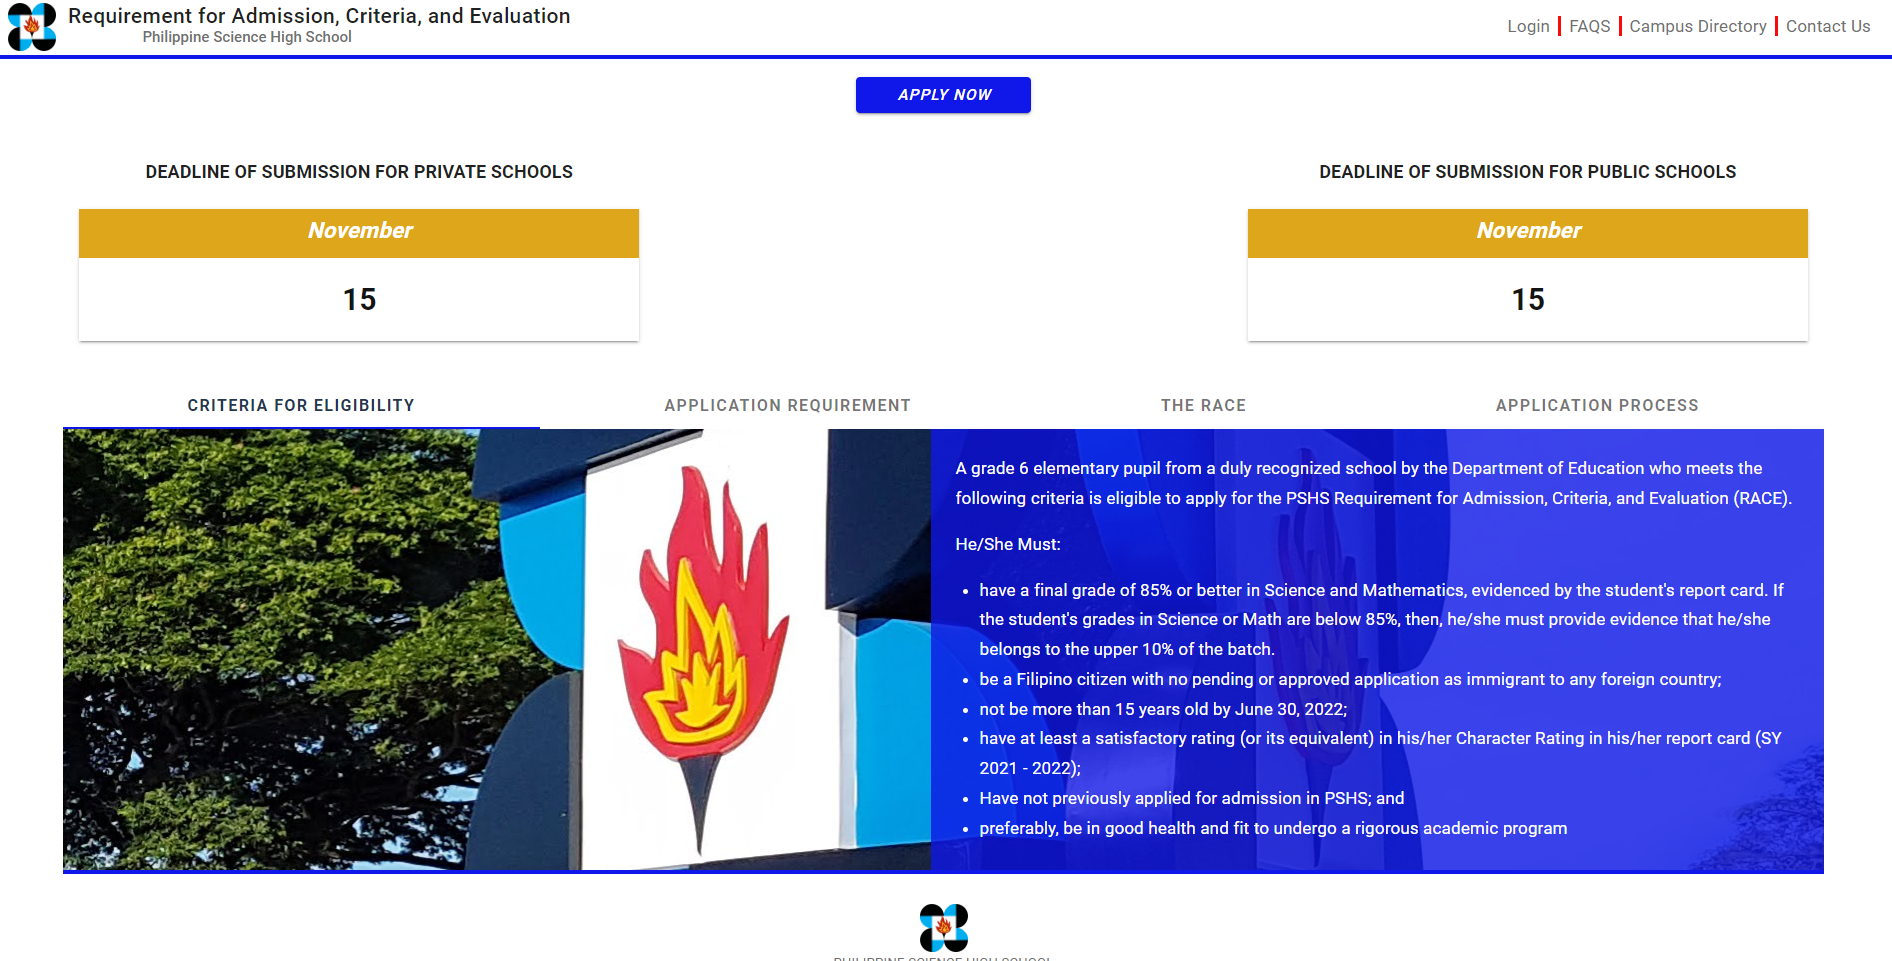 Requirement for Admission, Criteria, and Evaluation
Philippine Science High School
Login
FAQS
Campus Directory
Contact Us
APPLY NOW
DEADLINE OF SUBMISSION FOR PRIVATE SCHOOLS
November
15
DEADLINE OF SUBMISSION FOR PUBLIC SCHOOLS
November
15
CRITERIA FOR ELIGIBILITY
APPLICATION REQUIREMENT
THE RACE
APPLICATION PROCESS
A grade 6 elementary pupil from a duly recognized school by the Department of Education who meets the
following criteria is eligible to apply for the PSHS Requirement for Admission, Criteria, and Evaluation (RACE).
He/She Must:
• have a final grade of 85% or better in Science and Mathematics, evidenced by the student's report card. If
the student's grades in Science or Math are below 85%, then, he/she must provide evidence that he/she
belongs to the upper 10% of the batch.
• be a Filipino citizen with no pending or approved application as immigrant to any foreign country;
• not be more than 15 years old by June 30, 2022;
• have at least a satisfactory rating (or its equivalent) in his/her Character Rating in his/her report card (SY
2021 - 2022);
• Have not previously applied for admission in PSHS; and
• preferably, be in good health and fit to undergo a rigorous academic program
PHILIPPINE SCIENCE HIGH SCHOOL